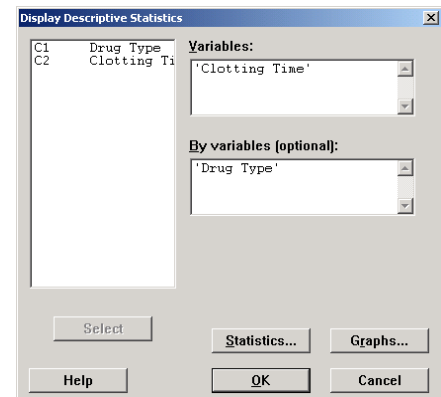 Display Descriptive Statistics
C1 Drug Type
C2 Clotting Ti
Variables:
'Clotting Time'
By variables (optional):
'Drug Type'
Select
Statistics...
Graphs...
Help
OK
Cancel